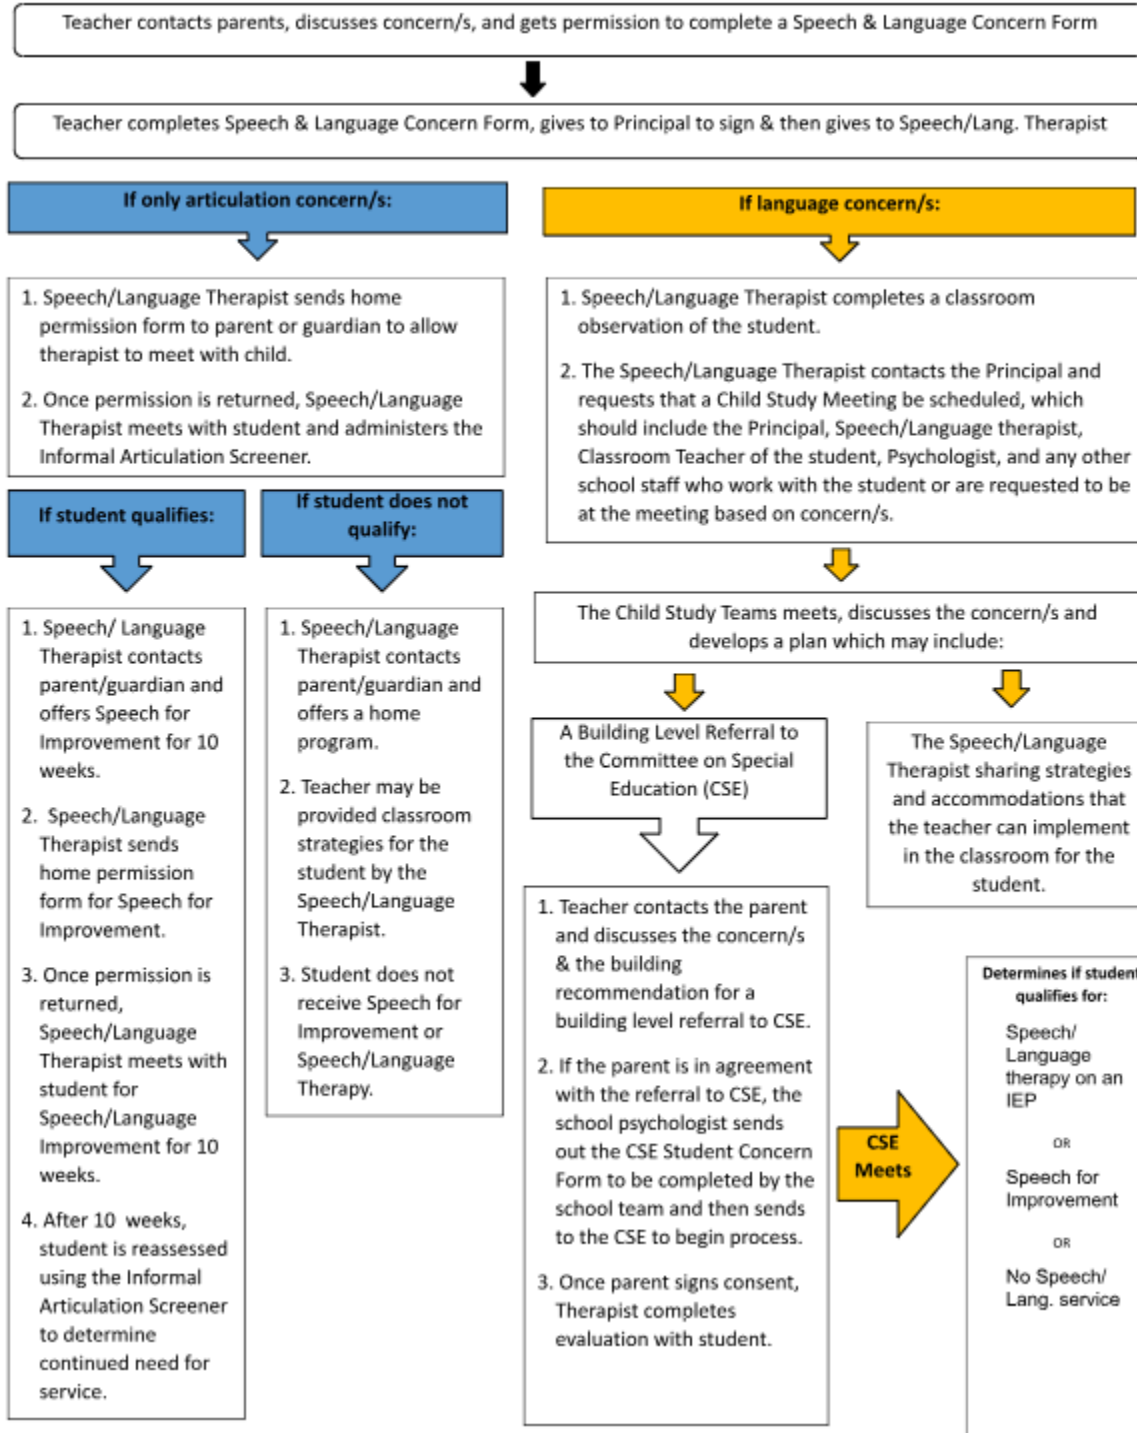 Teacher contacts parents, discusses concern/s, and gets permission to complete a Speech & Language Concern Form
Teacher completes Speech & Language Concern Form, gives to Principal to sign & then gives to Speech/Lang. Therapist
If only articulation concern/s:
1. Speech/Language Therapist sends home
permission form to parent or guardian to allow
therapist to meet with child.
2. Once permission is returned, Speech/Language
Therapist meets with student and administers the
Informal Articulation Screener.
If student qualifies:
1. Speech/ Language
Therapist contacts
parent/guardian and
offers Speech for
Improvement for 10
weeks.
2. Speech/Language
Therapist sends
home permission
form for Speech for
Improvement.
3. Once permission is
returned,
Speech/Language
Therapist meets with
student for
Speech/Language
Improvement for 10
weeks.
4. After 10 weeks,
student is reassessed
using the Informal
Articulation Screener
to determine
continued need for
service.
If student does not
qualify:
1. Speech/Language
Therapist contacts
parent/guardian and
offers a home
program.
2. Teacher may be
provided classroom
strategies for the
student by the
Speech/Language
Therapist.
3. Student does not
receive Speech for
Improvement or
Speech/Language
Therapy.
If language concern/s:
1. Speech/Language Therapist completes a classroom
observation of the student.
2. The Speech/Language Therapist contacts the Principal and
requests that a Child Study Meeting be scheduled, which
should include the Principal, Speech/Language therapist,
Classroom Teacher of the student, Psychologist, and any other
school staff who work with the student or are requested to be
at the meeting based on concern/s.
The Child Study Teams meets, discusses the concern/s and
develops a plan which may include:
A Building Level Referral to
the Committee on Special
Education (CSE)
1. Teacher contacts the parent
and discusses the concern/s
& the building
recommendation for a
building level referral to CSE.
2. If the parent is in agreement
with the referral to CSE, the
school psychologist sends
out the CSE Student Concern
Form to be completed by the
school team and then sends
to the CSE to begin process.
3. Once parent signs consent,
Therapist completes
evaluation with student.
The Speech/Language
Therapist sharing strategies
and accommodations that
the teacher can implement
in the classroom for the
student.
CSE
Meets
Determines if student
qualifies for:
Speech/
Language
therapy on an
IEP
OR
Speech for
Improvement
OR
No Speech/
Lang. service